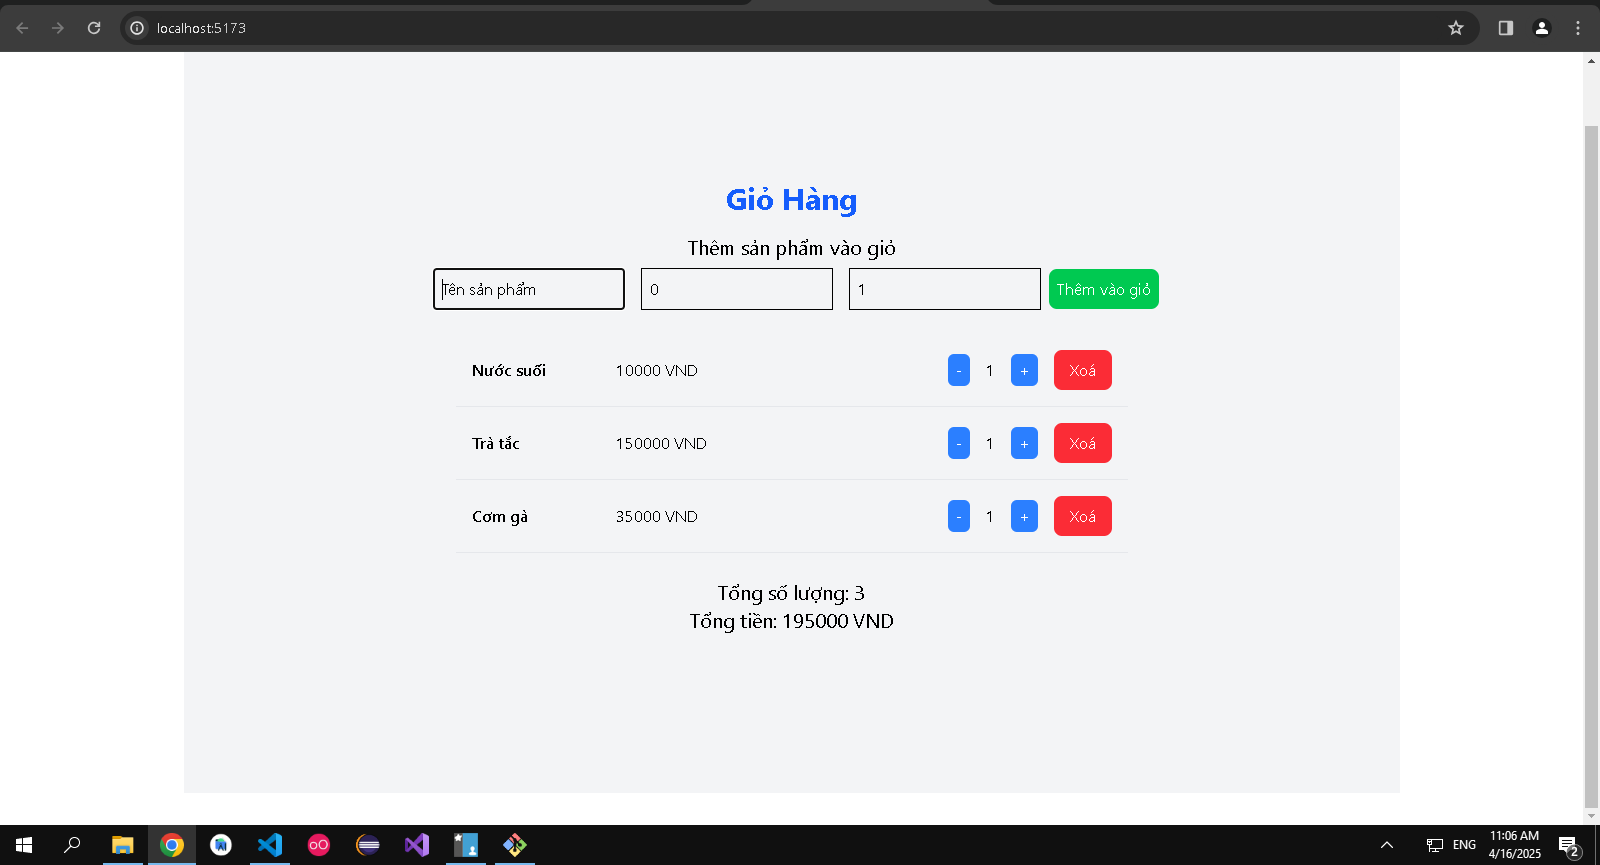 localhost:5173
Giỏ Hàng
Thêm sản phẩm vào giỏ
Tên sản phẩm 0 1 Thêm vào giỏ
Nước suối 10000 VND - 1 + Xoá
Trà tắc 150000 VND - 1 + Xoá
Cơm gà 35000 VND - 1 + Xoá
Tổng số lượng: 3
Tổng tiền: 195000 VND
ENG
11:06 AM
4/16/2025
2